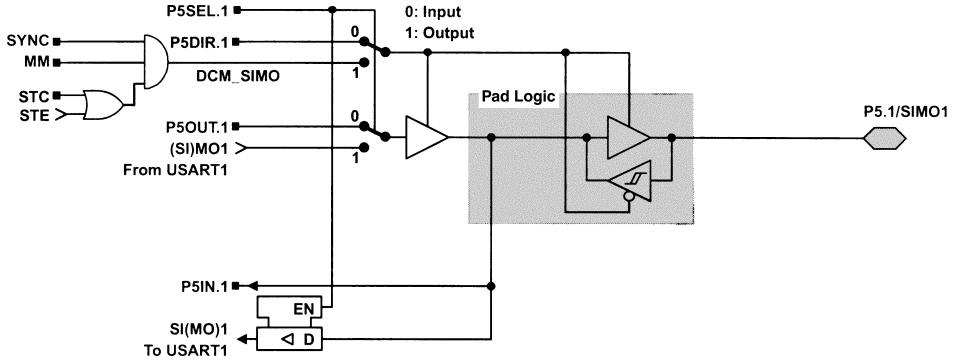 P5SEL.1
0: Input
1: Output
SYNC
P5DIR.1
0
MM
1
DCM_SIMO
STC
STE
Pad Logic
P5.1/SIMO1
P5OUT.1
0
(SI)MO1
1
From USART1
P5IN.1
EN
SI(MO)1
D
To USART1